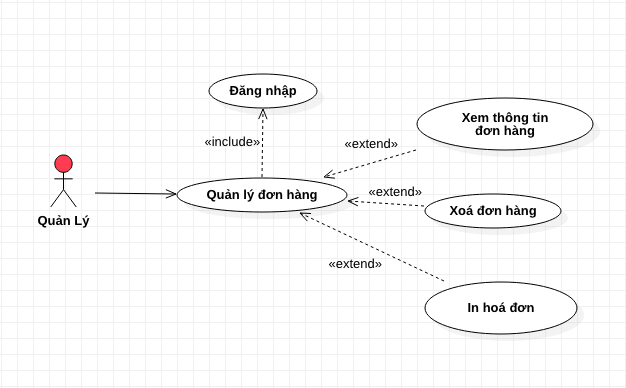 Đăng nhập
Xem thông tin
đơn hàng
«include»
«extend»
Quản Lý
Quản lý đơn hàng
«extend»
Xoá đơn hàng
«extend»
In hoá đơn